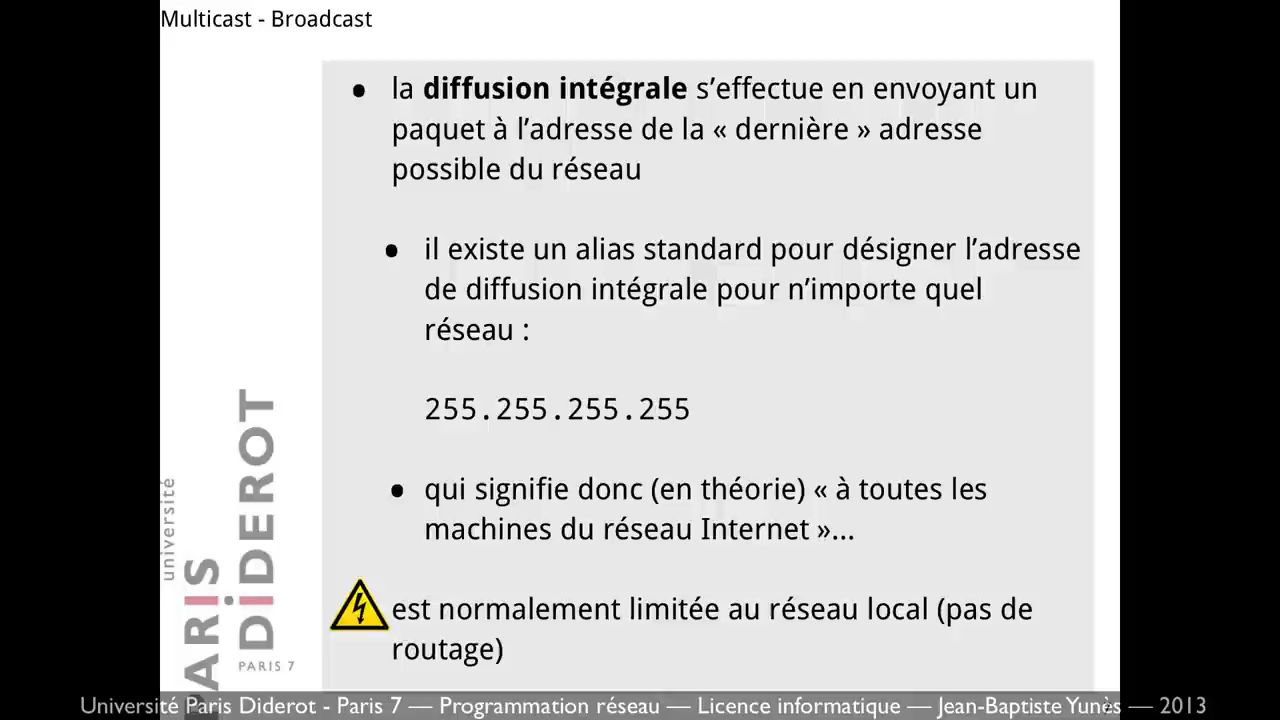 Multicast - Broadcast
• la diffusion intégrale s’effectue en envoyant un
paquet à l’adresse de la « dernière » adresse
possible du réseau
• il existe un alias standard pour désigner l’adresse
de diffusion intégrale pour n’importe quel
réseau :
255.255.255.255
• qui signifie donc (en théorie) « à toutes les
machines du réseau Internet »...
est normalement limitée au réseau local (pas de
routage)
université
PARIS
DiDEROT
PARIS 7
Université Paris Diderot - Paris 7 — Programmation réseau — Licence informatique — Jean-Baptiste Yunès — 2013